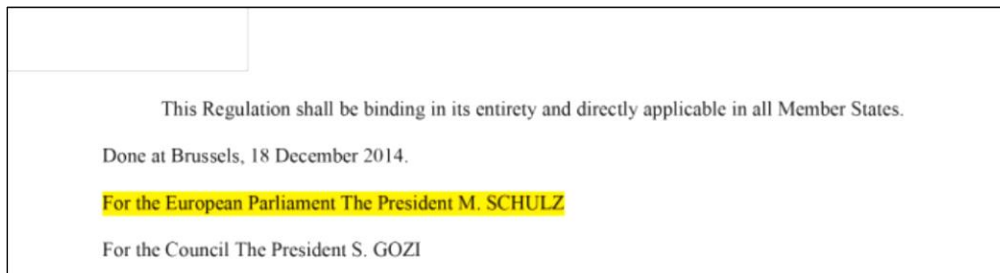 This Regulation shall be binding in its entirety and directly applicable in all Member States.
Done at Brussels, 18 December 2014.
For the European Parliament The President M. SCHULZ
For the Council The President S. GOZI